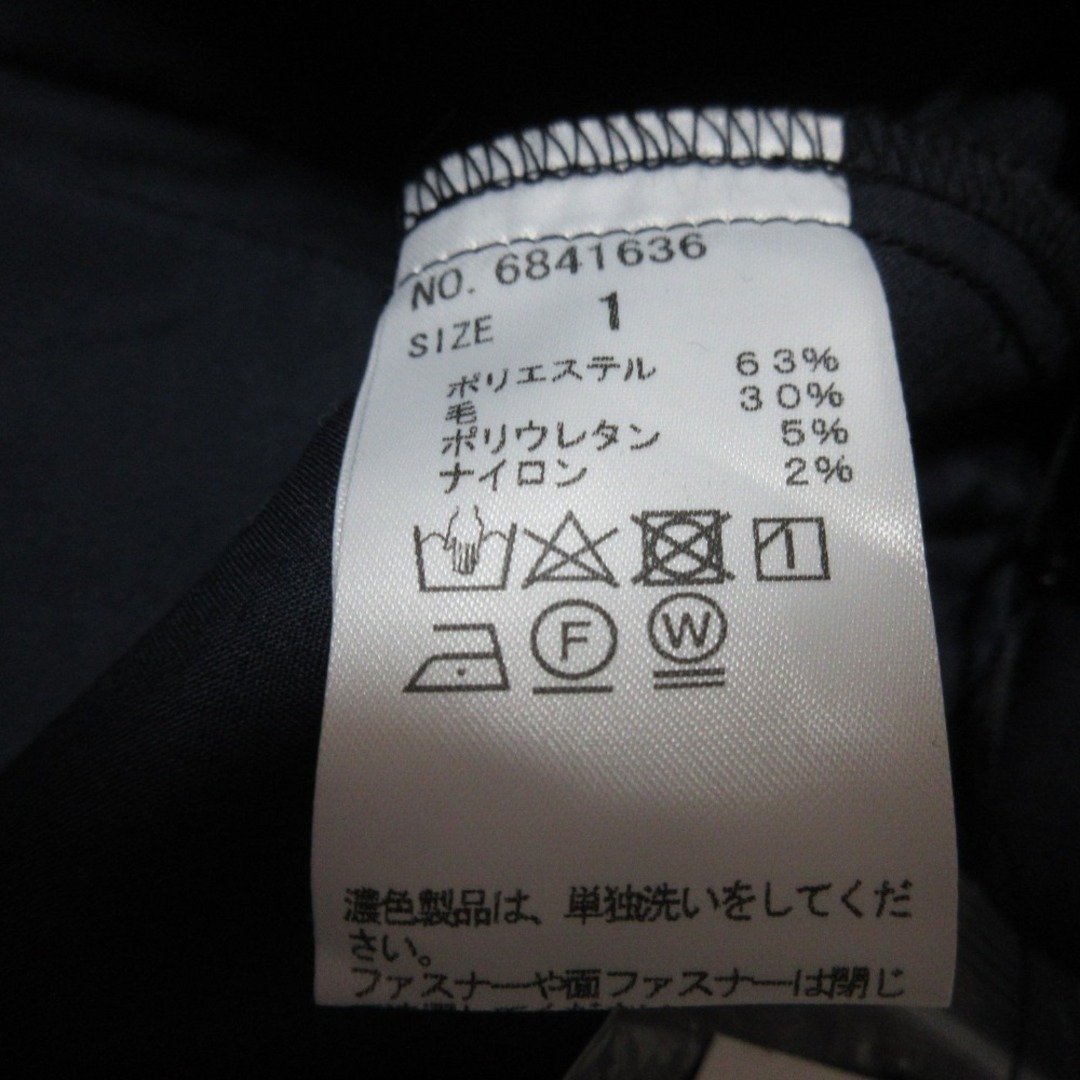 NO. 6841636
SIZE 1
ポリエステル 63%
毛 30%
ポリウレタン 5%
ナイロン 2%
F W
濃色製品は、単独洗いをしてくだ
さい。
ファスナーや面ファスナーは閉じ